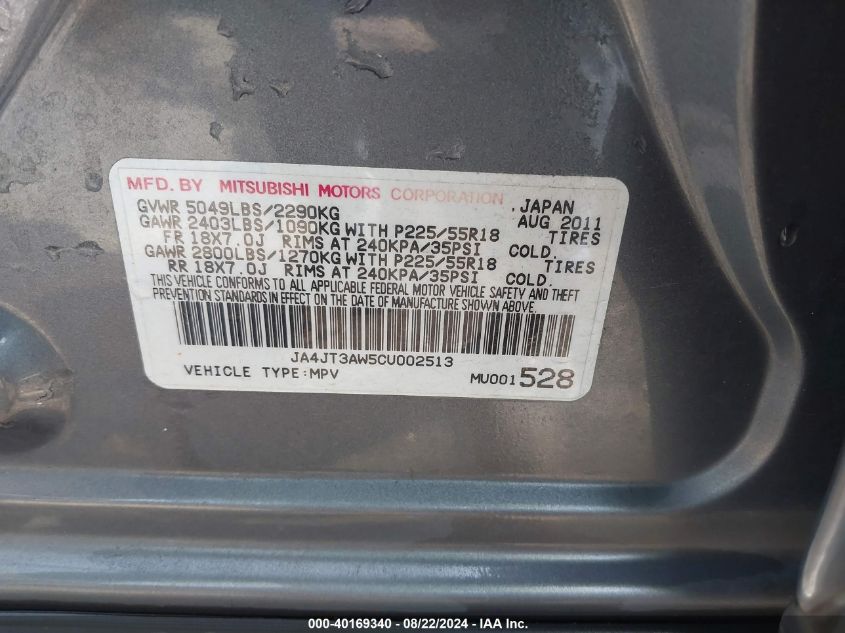 MFD. BY MITSUBISHI MOTORS CORPORATION
GVWR 5049LBS/2290KG . JAPAN
GAWR 2403LBS/1090KG WITH P225/55R18 AUG 2011
FR 18X7.0J RIMS AT 240KPA/35PSI TIRES COLD.
GAWR 2800LBS/1270KG WITH P225/55R18 TIRES
RR 18X7.0J RIMS AT 240KPA/35PSI COLD.
THIS VEHICLE CONFORMS TO ALL APPLICABLE FEDERAL MOTOR VEHICLE SAFETY AND THEFT
PREVENTION STANDARDS IN EFFECT ON THE DATE OF MANUFACTURE SHOWN ABOVE.
JA4JT3AW5CU002513
VEHICLE TYPE:MPV MU001528
000-40169340 - 08/22/2024 - IAA Inc.